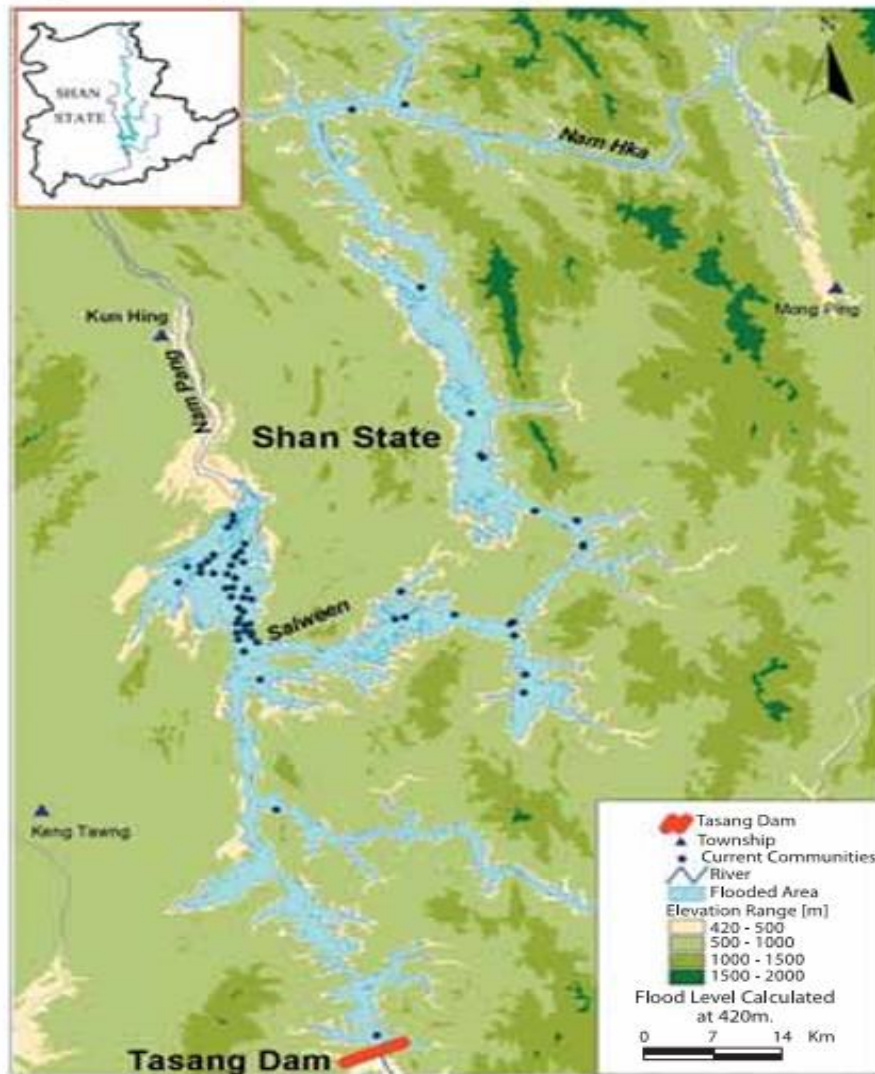 SHAN
STATE
N
Nam Hka
Kun Hing
Mong Ping
Nam Pang
Shan State
Salween
Keng Tawng
Tasang Dam
Tasang Dam
Township
Current Communities
River
Flooded Area
Elevation Range [m]
420 - 500
500 - 1000
1000 - 1500
1500 - 2000
Flood Level Calculated
at 420m.
0 7 14 Km